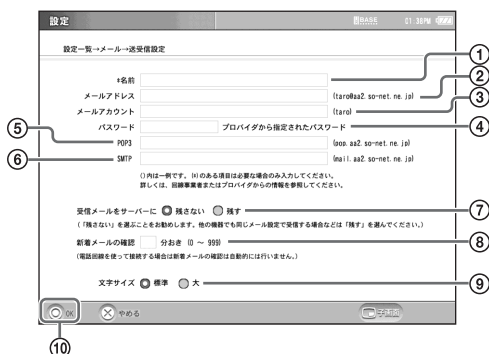 設定 BASE 01:36PM
設定一覧→メール→送受信設定
*名前 ①
メールアドレス (taro@aa2.so-net.ne.jp) ②
メールアカウント (taro) ③
パスワード プロバイダから指定されたパスワード ④
⑤ POP3 (pop.aa2.so-net.ne.jp)
⑥ SMTP (mail.aa2.so-net.ne.jp)
()内は一例です。(*)のある項目は必要な場合のみ入力してください。
詳しくは、回線事業者またはプロバイダからの情報を参照してください。
受信メールをサーバーに 残さない 残す ⑦
(「残さない」を選ぶことをお勧めします。他の機器でも同じメール設定で受信する場合などは「残す」を選んでください。)
新着メールの確認 分おき (0 ～ 999) ⑧
(電話回線を使って接続する場合は新着メールの確認は自動的には行いません。)
文字サイズ 標準 大 ⑨
OK やめる 子画面
⑩